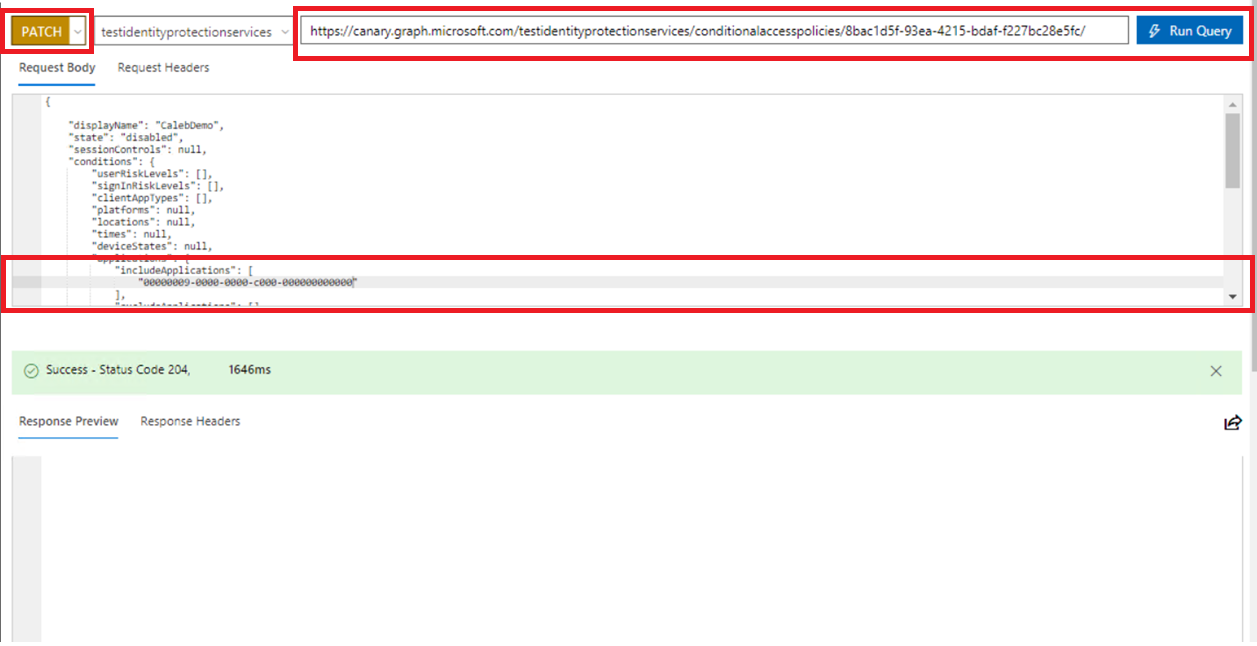 PATCH testidentityprotectionservices https://canary.graph.microsoft.com/testidentityprotectionservices/conditionalaccesspolicies/8bac1d5f-93ea-4215-bdaf-f227bc28e5fc/ Run Query
Request Body Request Headers
{
"displayName": "CalebDemo",
"state": "disabled",
"sessionControls": null,
"conditions": {
"userRiskLevels": [],
"signInRiskLevels": [],
"clientAppTypes": [],
"platforms": null,
"locations": null,
"times": null,
"deviceStates": null,
"applications": {
"includeApplications": [
"00000009-0000-0000-c000-000000000000"
],
"excludeApplications": []
Success - Status Code 204, 1646ms
Response Preview Response Headers